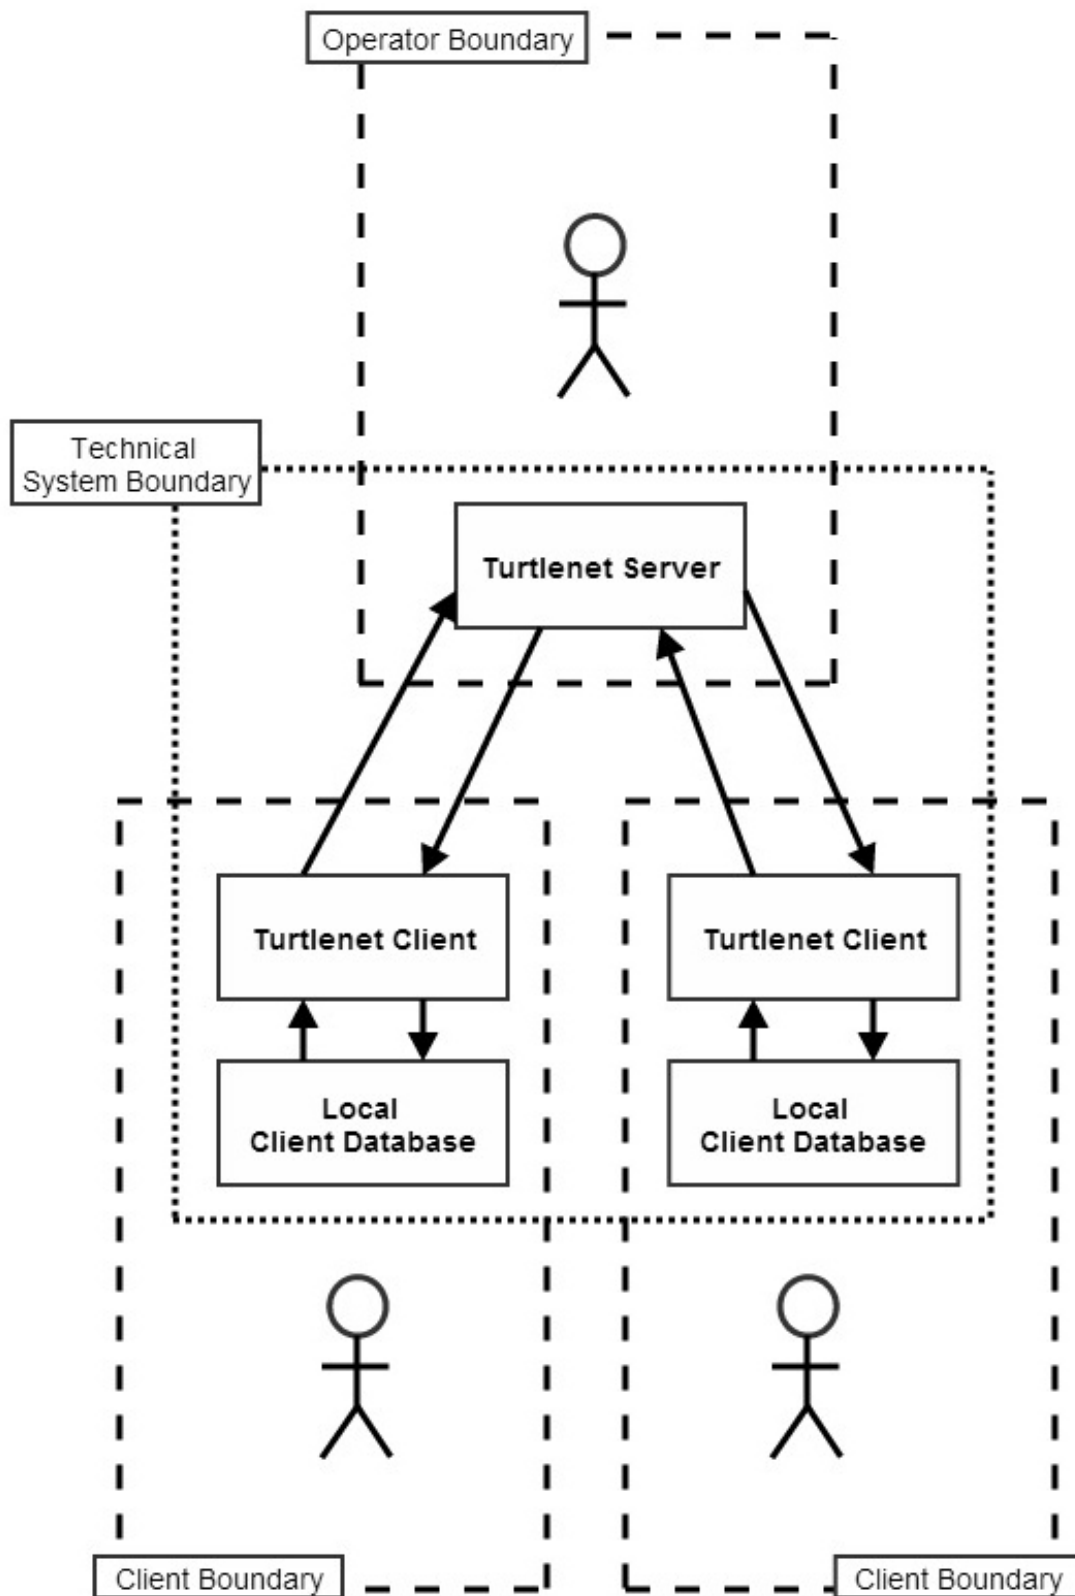 Operator Boundary
Technical
System Boundary
Turtlenet Server
Turtlenet Client
Turtlenet Client
Local
Client Database
Local
Client Database
Client Boundary
Client Boundary